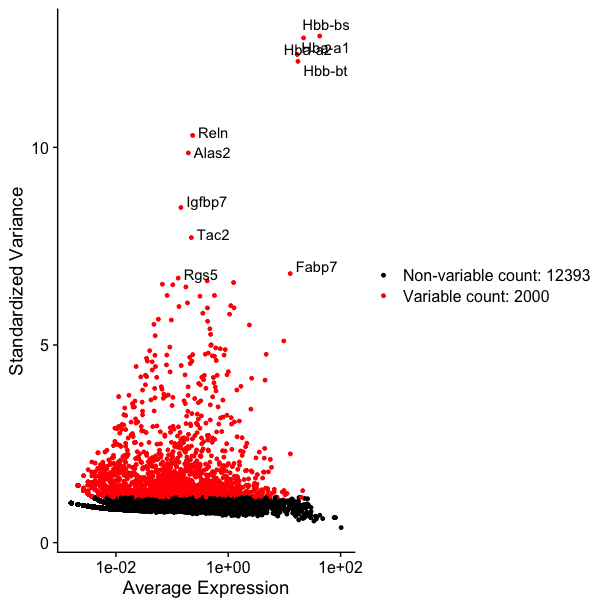 Hbb-bs
Hba-a1
Hba-a2
Hbb-bt
Reln
Alas2
Igfbp7
Tac2
Fabp7
Rgs5
10
5
0
Standardized Variance
Non-variable count: 12393
Variable count: 2000
1e-02
1e+00
1e+02
Average Expression